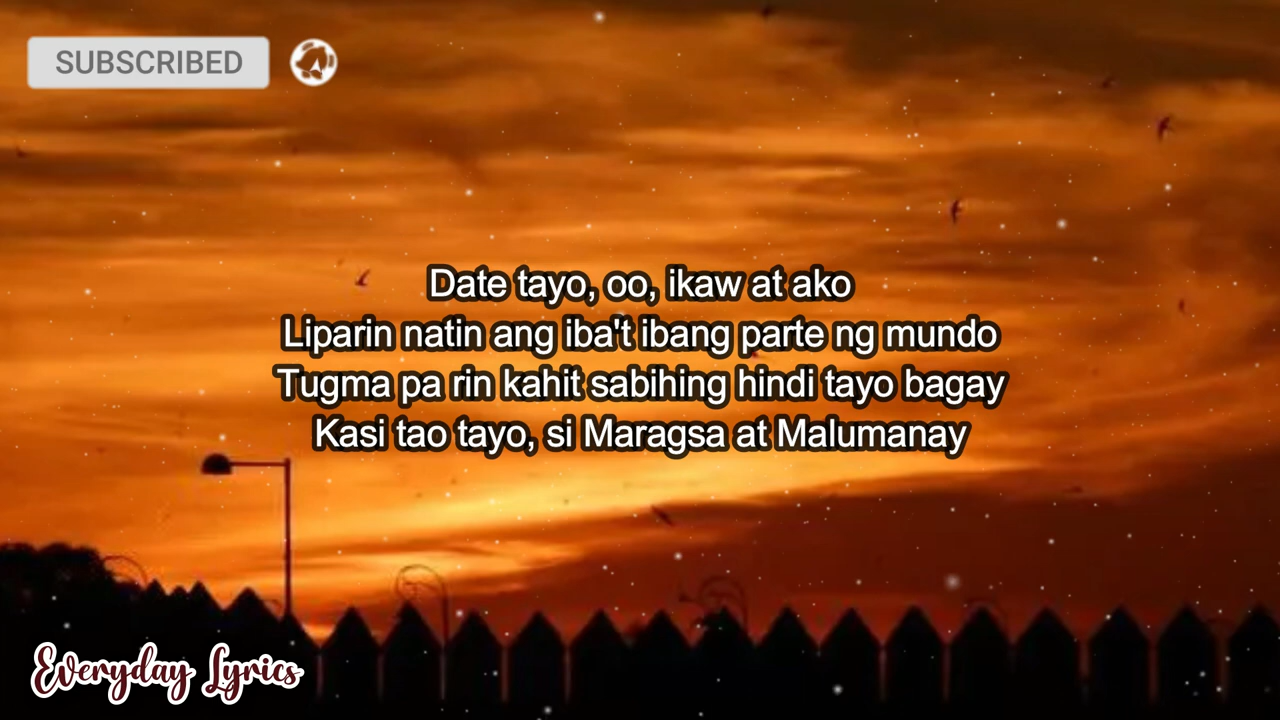 SUBSCRIBED
Date tayo, oo, ikaw at ako
Liparin natin ang iba't ibang parte ng mundo
Tugma pa rin kahit sabihing hindi tayo bagay
Kasi tao tayo, si Maragsa at Malumanay
Everyday Lyrics